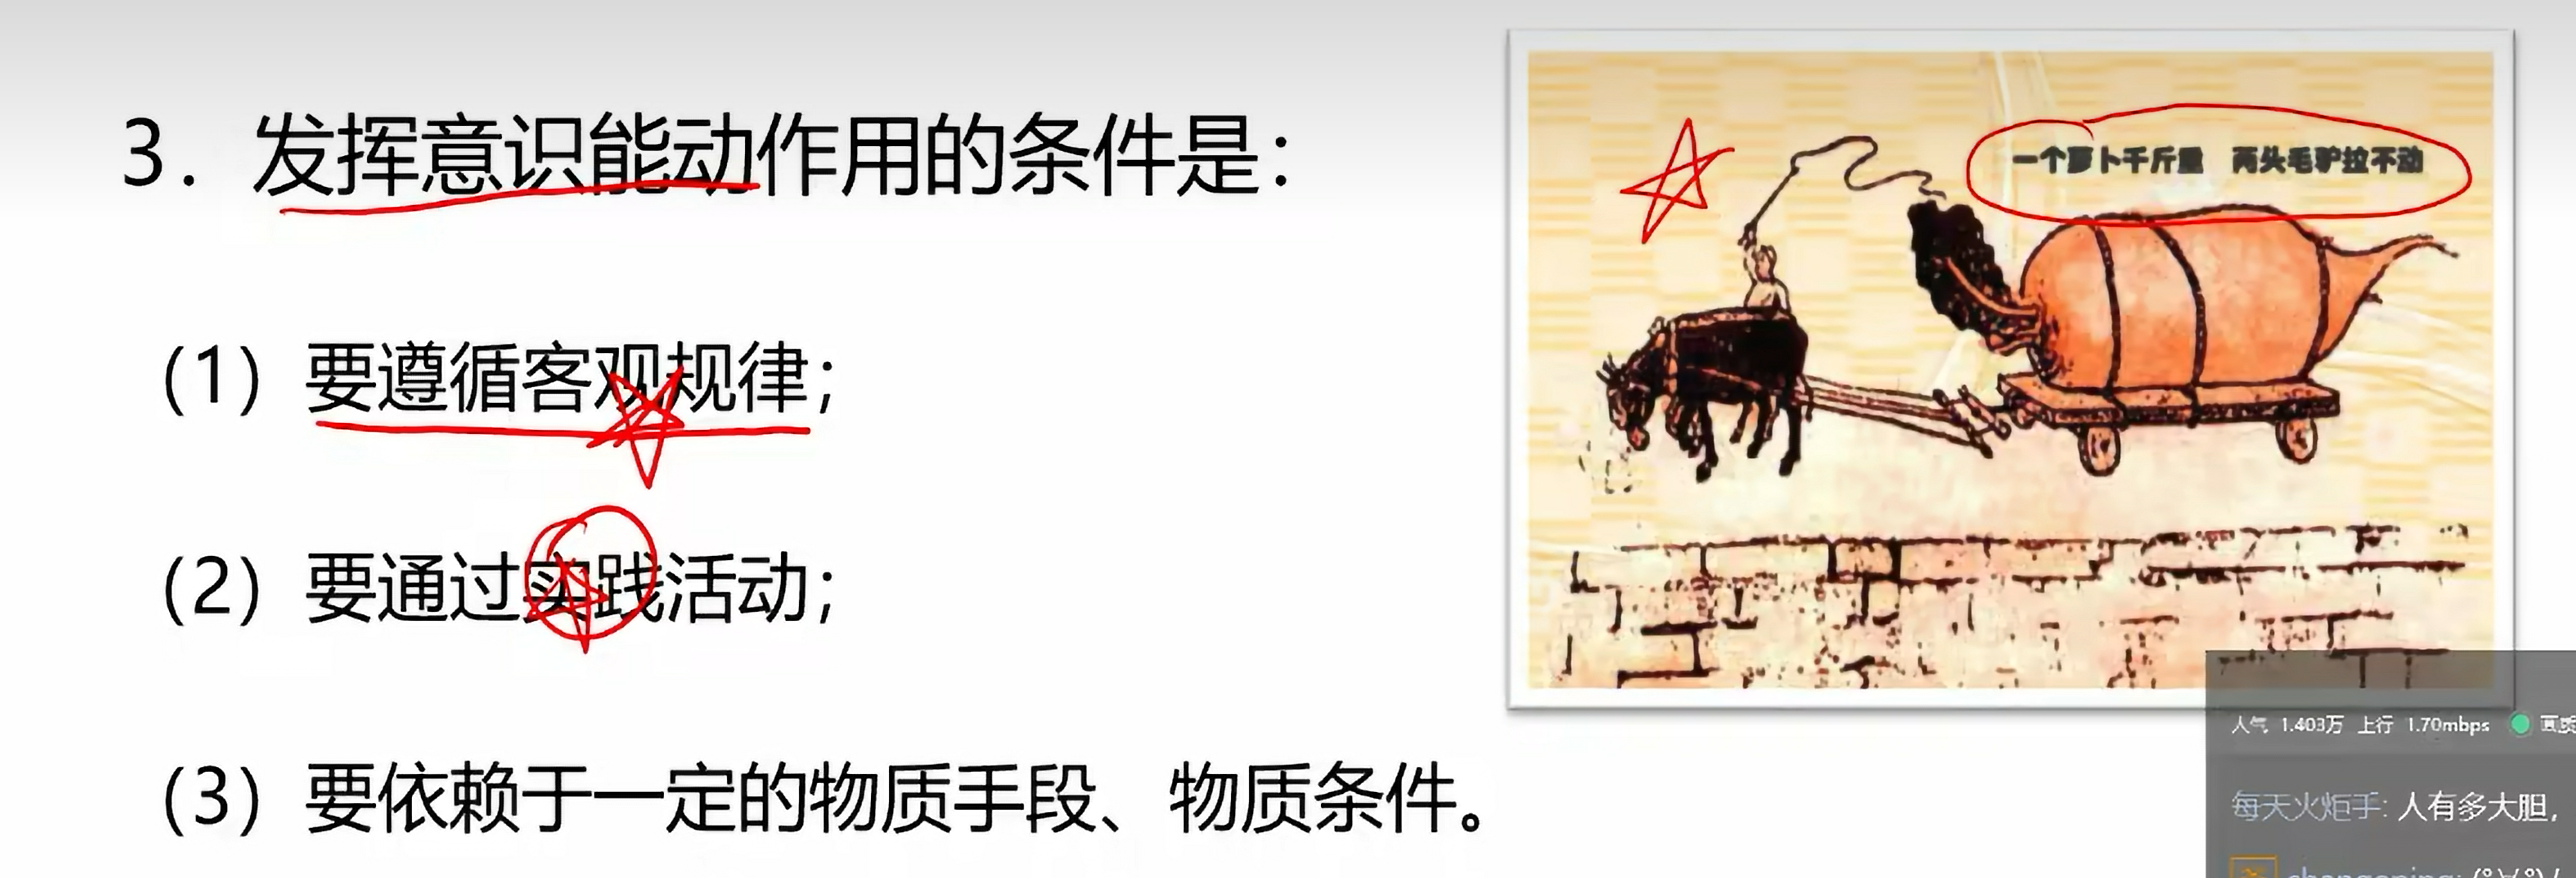 3. 发挥意识能动作用的条件是：
（1）要遵循客观规律；
（2）要通过实践活动；
（3）要依赖于一定的物质手段、物质条件。
一个萝卜千斤重 两头毛驴拉不动
人气 1.403万 上行 1.70mbps 画质
每天火炬手: 人有多大胆,